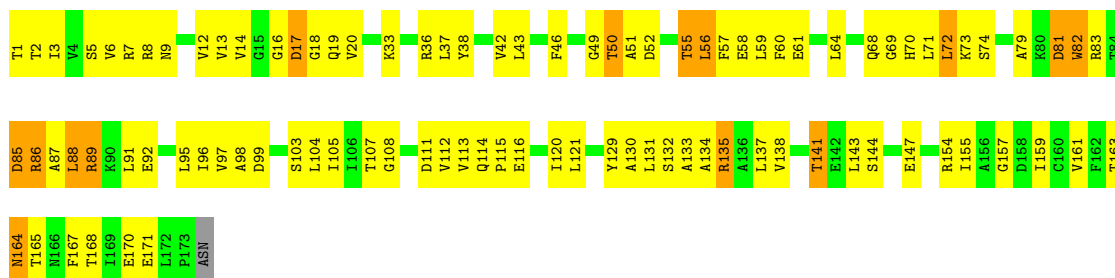 T1 T2 I3 V4 S5 V6 R7 R8 N9 V12 V13 V14 G15 G16 D17 G18 Q19 V20 K33 R36 L37 Y38 V42 L43 F46 G49 T50 A51 D52 T55 L56 F57 E58 L59 F60 E61 L64 Q68 G69 H70 L71 L72 K73 S74 A79 K80 D81 W82 R83 T84
D85 R86 A87 L88 R89 K90 L91 E92 L95 I96 V97 A98 D99 S103 L104 I105 I106 T107 G108 D111 V112 V113 Q114 P115 E116 I120 L121 Y129 A130 L131 S132 A133 A134 R135 A136 L137 V138 T141 E142 L143 S144 E147 R154 I155 A156 G157 D158 I159 C160 V161 F162 T163
N164 T165 N166 F167 T168 I169 E170 E171 L172 P173 ASN